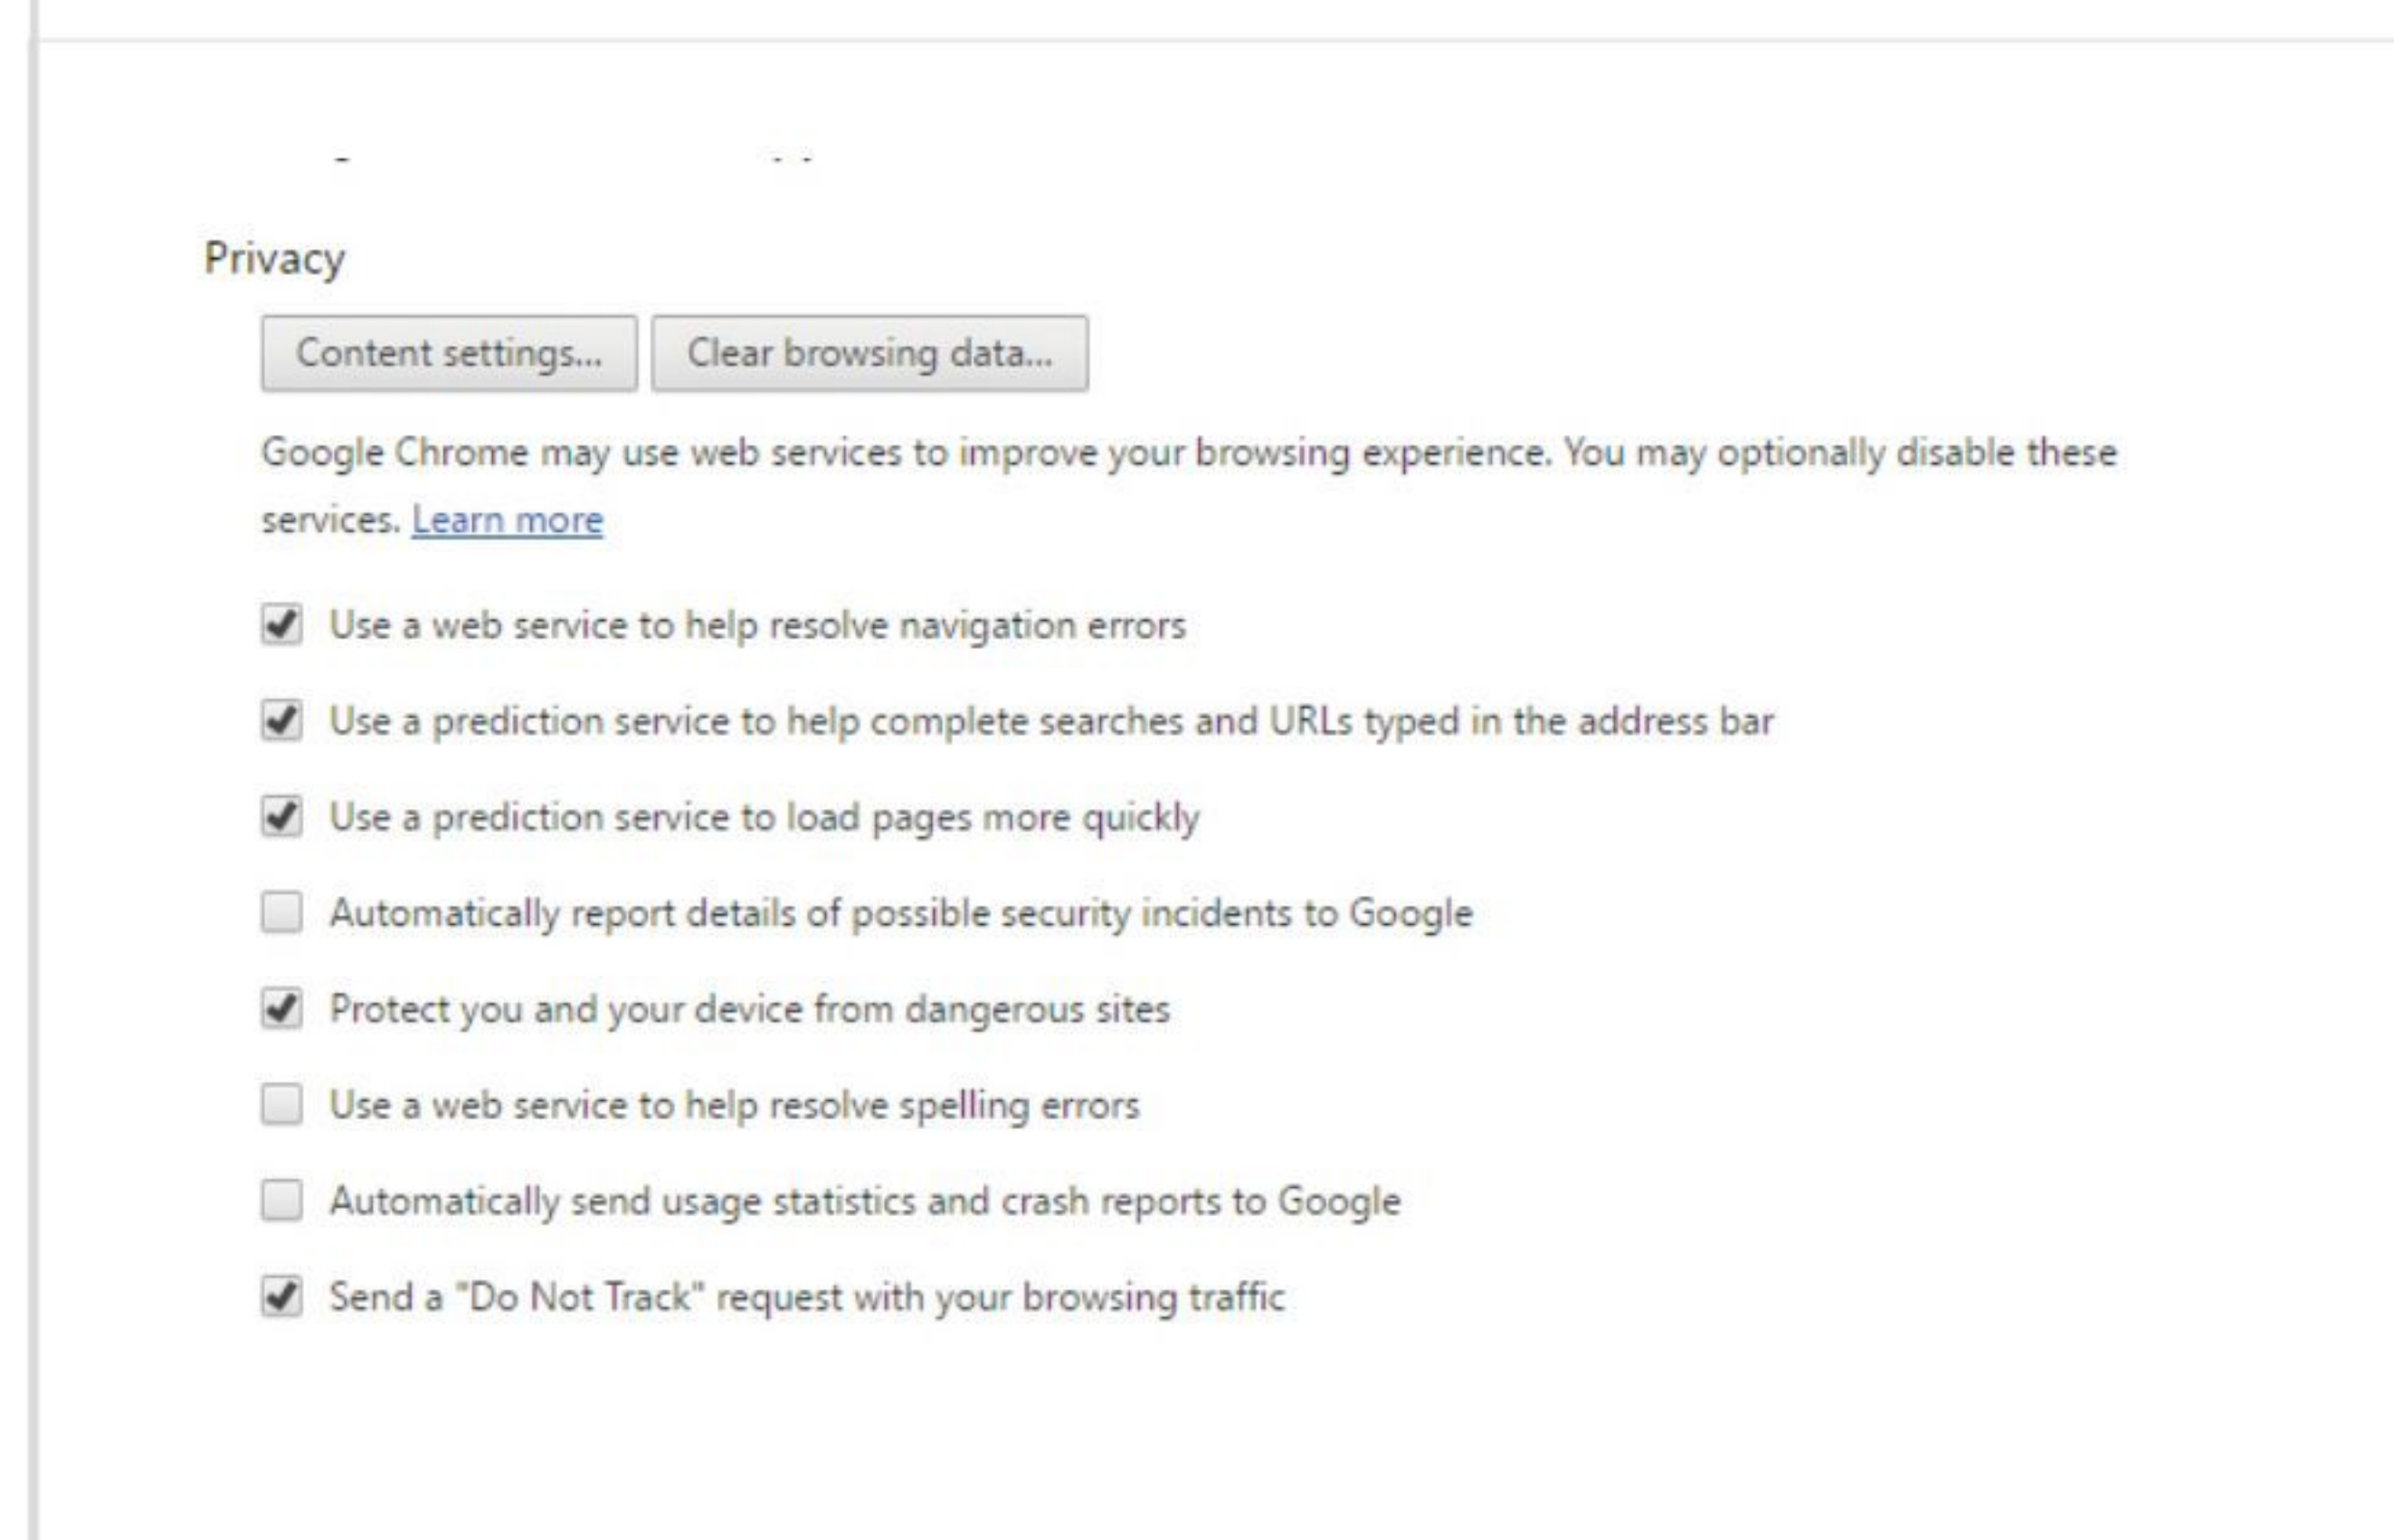 Privacy
Content settings... Clear browsing data...
Google Chrome may use web services to improve your browsing experience. You may optionally disable these
services. Learn more
Use a web service to help resolve navigation errors
Use a prediction service to help complete searches and URLs typed in the address bar
Use a prediction service to load pages more quickly
Automatically report details of possible security incidents to Google
Protect you and your device from dangerous sites
Use a web service to help resolve spelling errors
Automatically send usage statistics and crash reports to Google
Send a "Do Not Track" request with your browsing traffic